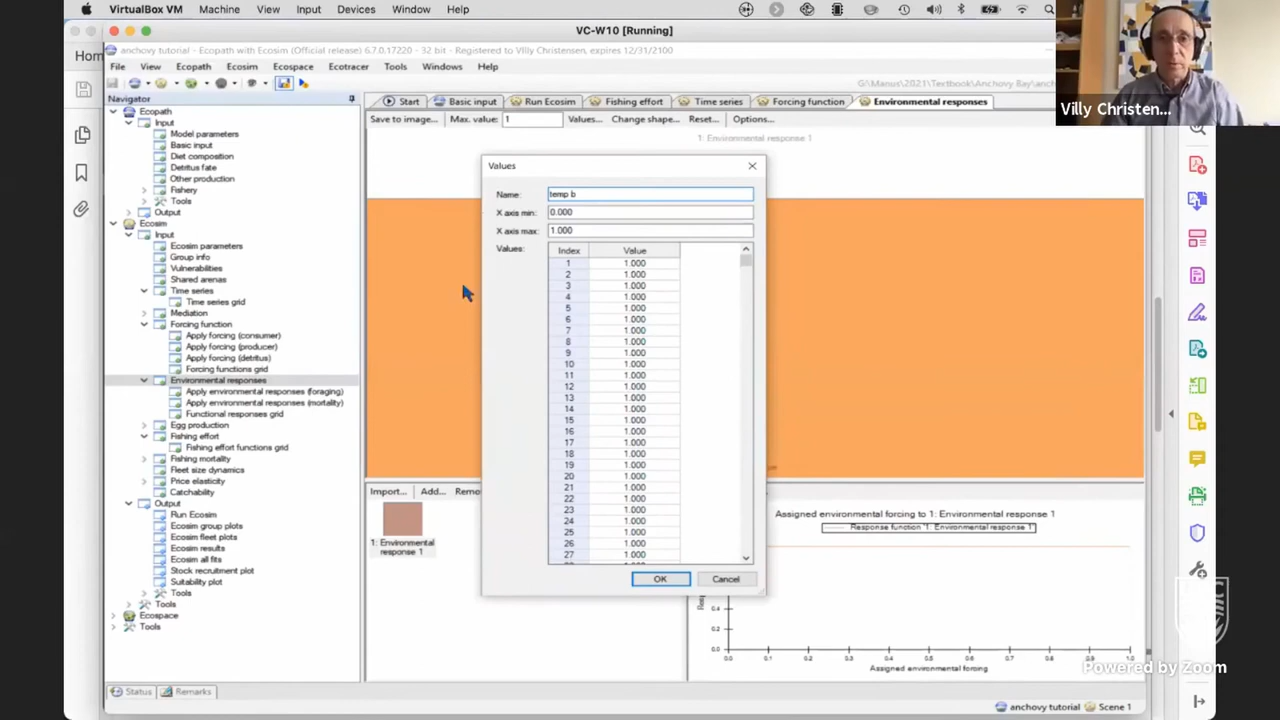 VirtualBox VM Machine View Input Devices Window Help
VC-W10 [Running]
Hom
anchovy tutorial - Ecopath with Ecosim (Official release) 6.7.0.17220 - 32 bit - Registered to Villy Christensen, expires 12/31/2100
File View Ecopath Ecosim Ecospace Ecotracer Tools Windows Help
G:\Manus\2021\Textbook\Anchovy Bay\anc
Navigator
Start Basic input Run Ecosim Fishing effort Time series Forcing function Environmental responses
Save to image... Max. value: 1 Values... Change shape... Reset... Options...
1: Environmental response 1
Ecopath
Input
Model parameters
Basic input
Diet composition
Detritus fate
Other production
Fishery
Tools
Output
Ecosim
Input
Ecosim parameters
Group info
Vulnerabilities
Shared arenas
Time series
Time series grid
Mediation
Forcing function
Apply forcing (consumer)
Apply forcing (producer)
Apply forcing (detritus)
Forcing functions grid
Environmental responses
Apply environmental responses (foraging)
Apply environmental responses (mortality)
Functional responses grid
Egg production
Fishing effort
Fishing effort functions grid
Fishing mortality
Fleet size dynamics
Price elasticity
Catchability
Output
Run Ecosim
Ecosim group plots
Ecosim fleet plots
Ecosim results
Ecosim all fits
Stock recruitment plot
Suitability plot
Tools
Tools
Ecospace
Tools
Values
Name: temp b
X axis min: 0.000
X axis max: 1.000
Values: Index Value
1 1.000
2 1.000
3 1.000
4 1.000
5 1.000
6 1.000
7 1.000
8 1.000
9 1.000
10 1.000
11 1.000
12 1.000
13 1.000
14 1.000
15 1.000
16 1.000
17 1.000
18 1.000
19 1.000
20 1.000
21 1.000
22 1.000
23 1.000
24 1.000
25 1.000
26 1.000
27 1.000
OK Cancel
Import... Add... Remo
1: Environmental
response 1
Assigned environmental forcing to 1: Environmental response 1
Response function '1: Environmental response 1'
0.4
0.2
0.0
0.0 0.1 0.2 0.3 0.4 0.5 0.6 0.7 0.8 0.9 1.0
Assigned environmental forcing
Status Remarks
anchovy tutorial Scene 1
Villy Christen...
UBC
Powered by Zoom